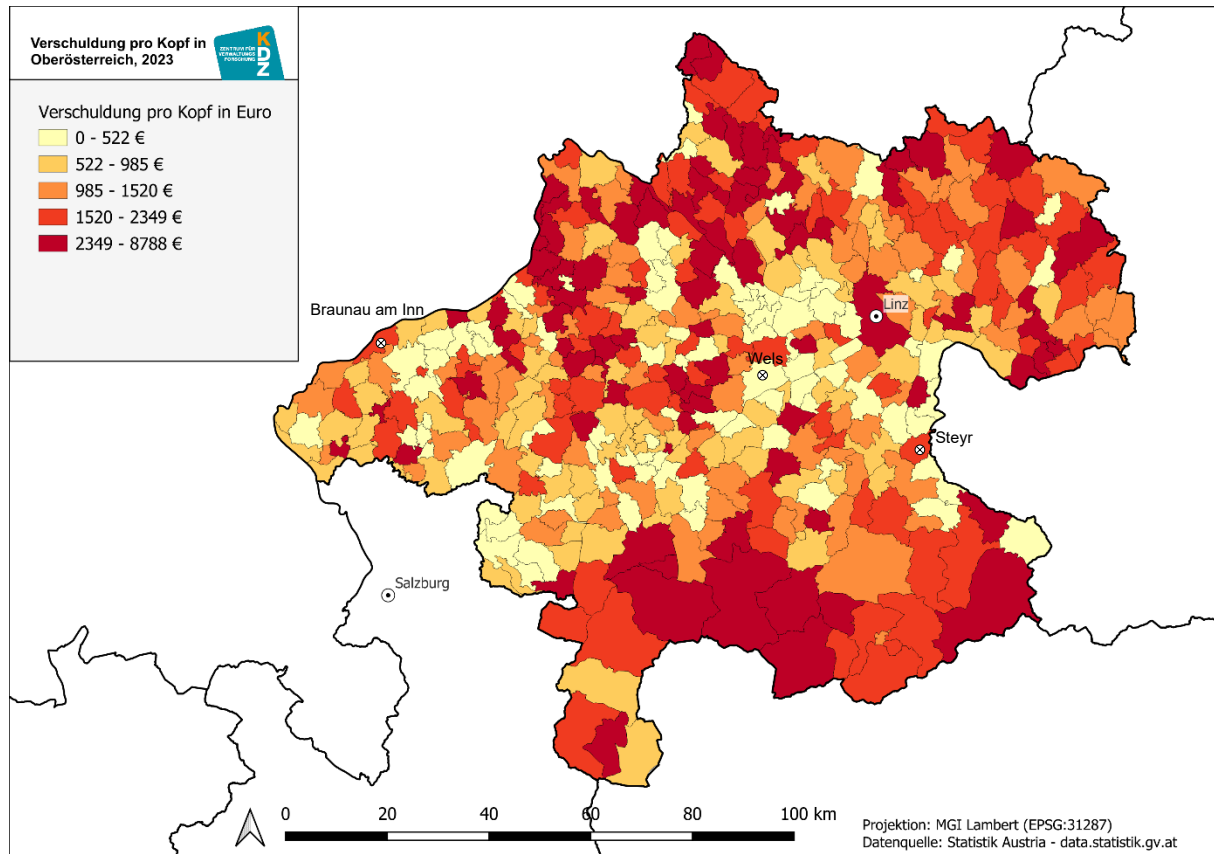 Verschuldung pro Kopf in
Oberösterreich, 2023
ZENTRUM FÜR
VERWALTUNGS
FORSCHUNG
KDZ
Verschuldung pro Kopf in Euro
0 - 522 €
522 - 985 €
985 - 1520 €
1520 - 2349 €
2349 - 8788 €
Braunau am Inn
Linz
Wels
Steyr
Salzburg
0 20 40 60 80 100 km
Projektion: MGI Lambert (EPSG:31287)
Datenquelle: Statistik Austria - data.statistik.gv.at